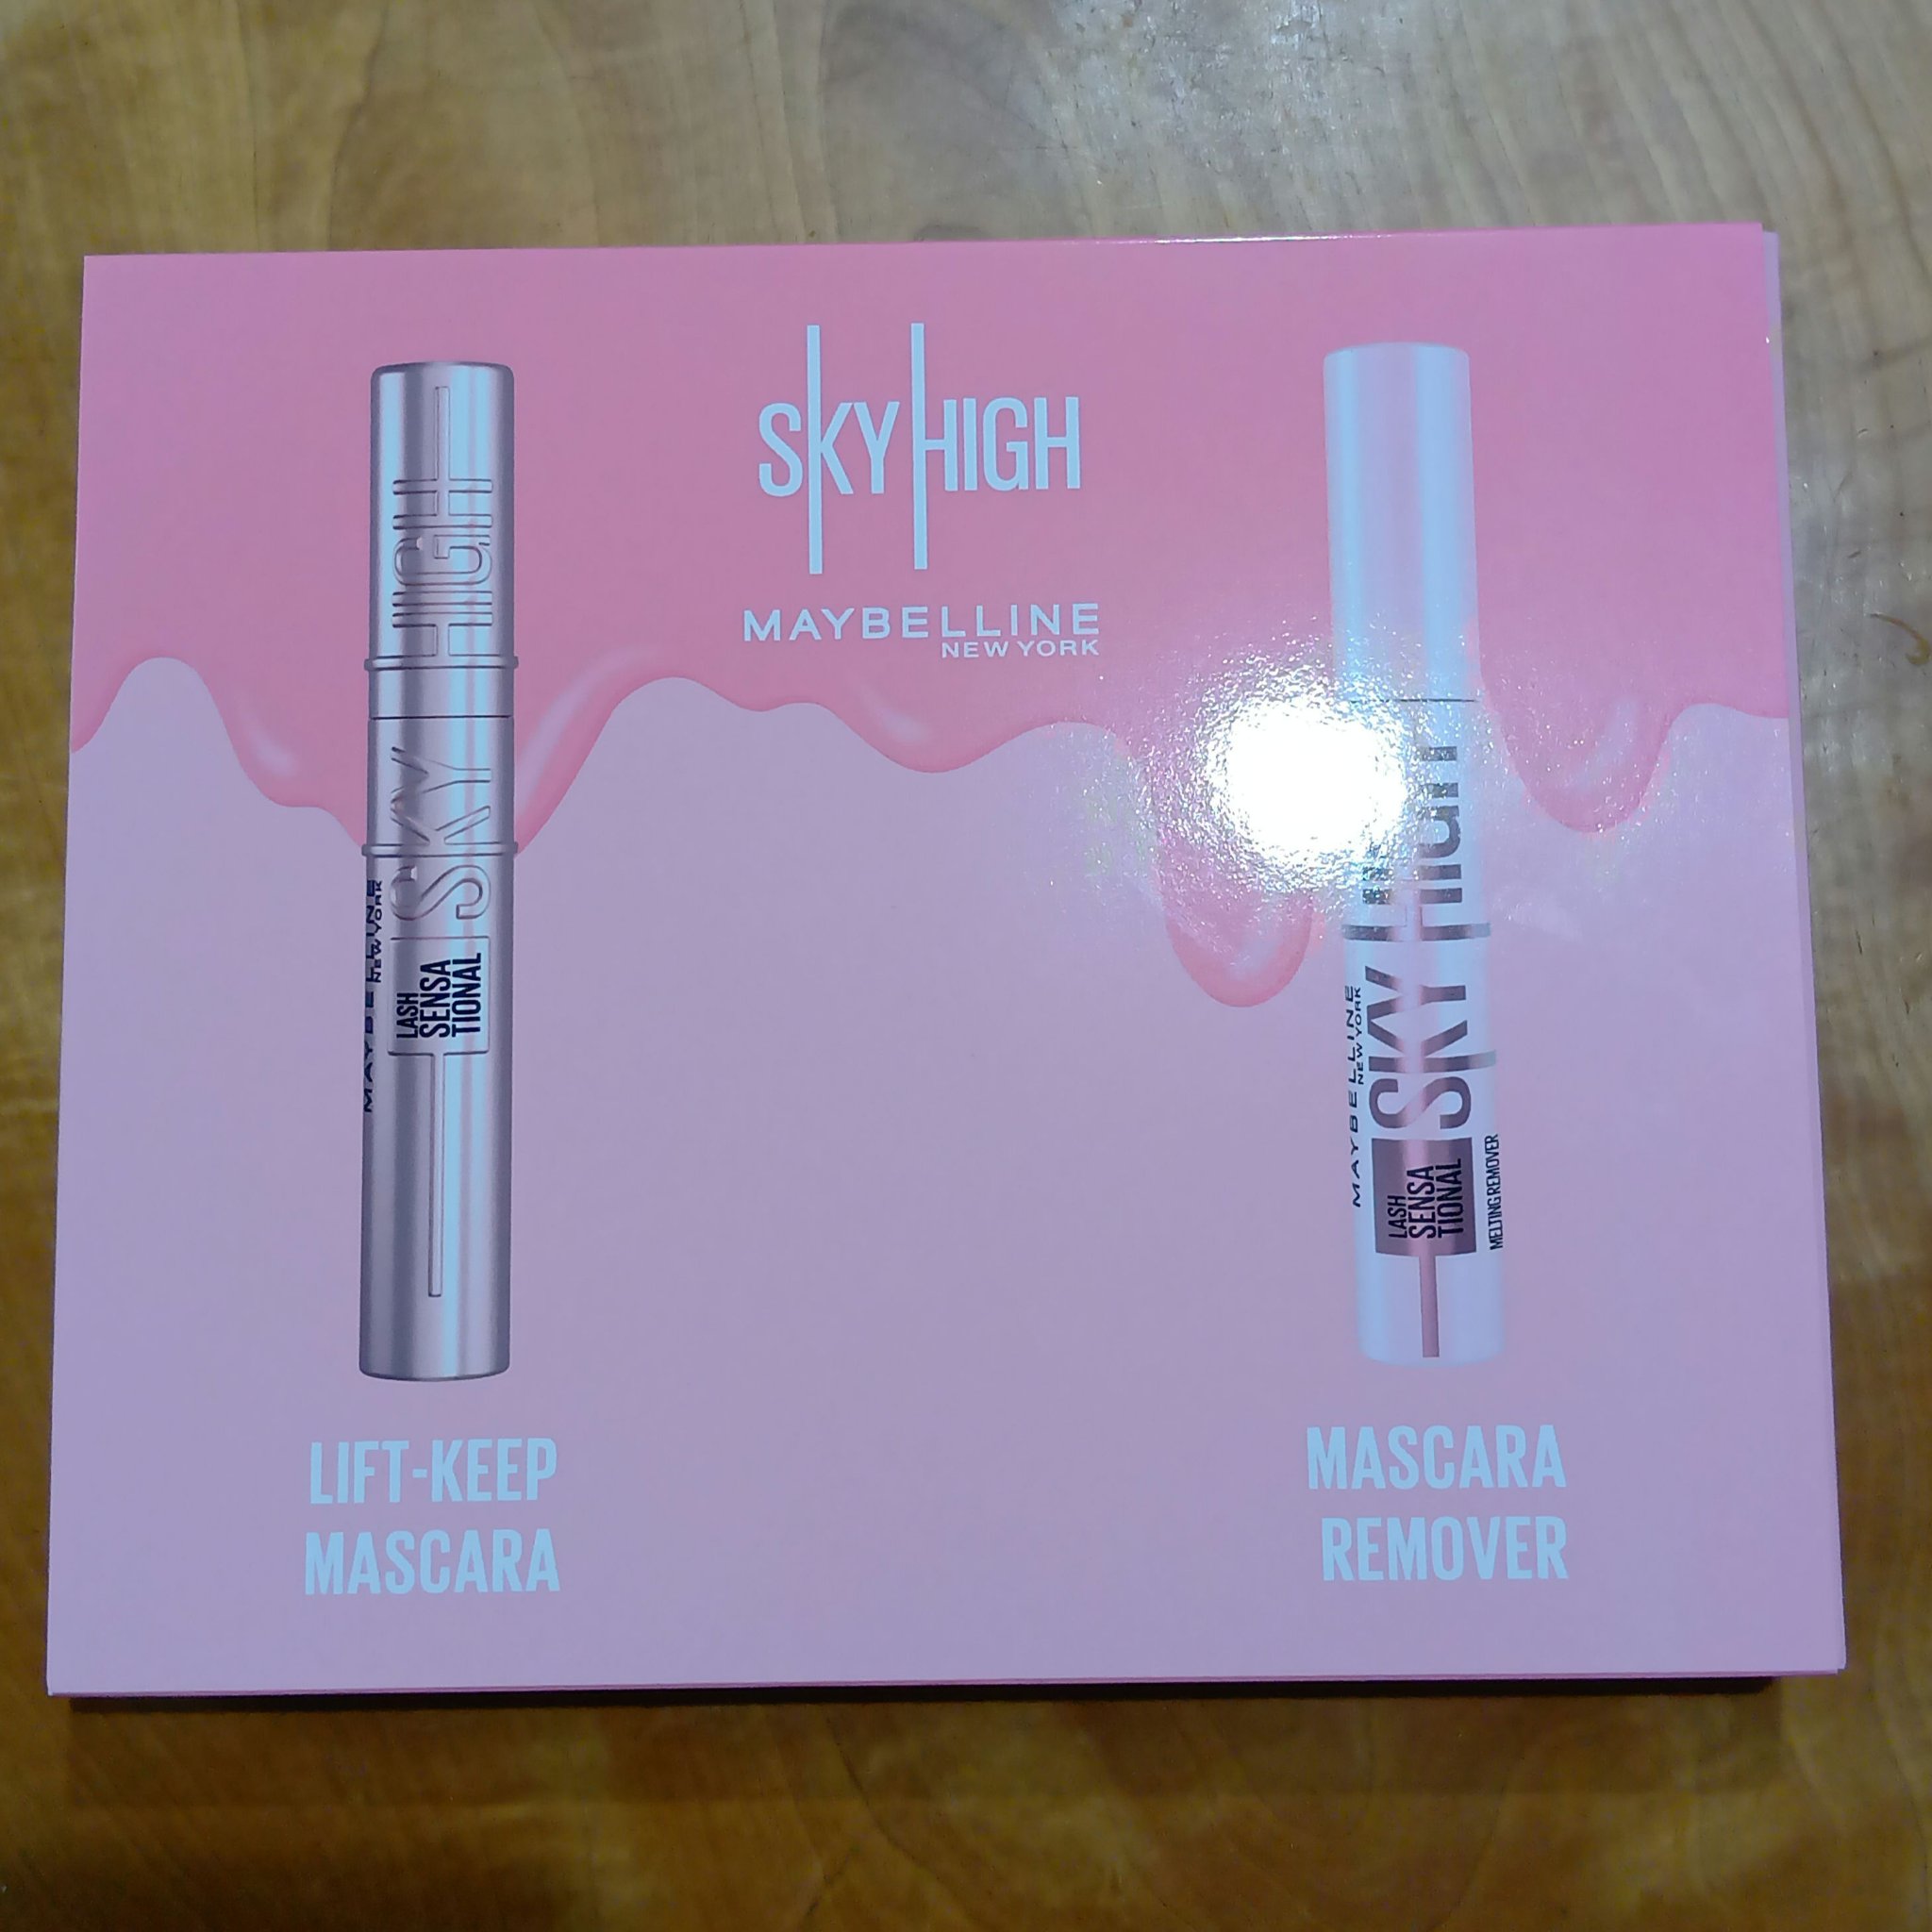 SKY HIGH
MAYBELLINE
NEW YORK
SKY HIGH
MAYBELLINE
NEW YORK
LASH
SENSA
TIONAL
LIFT-KEEP
MASCARA
SKY HIGH
MAYBELLINE
NEW YORK
LASH
SENSA
TIONAL
MELTING REMOVER
MASCARA
REMOVER